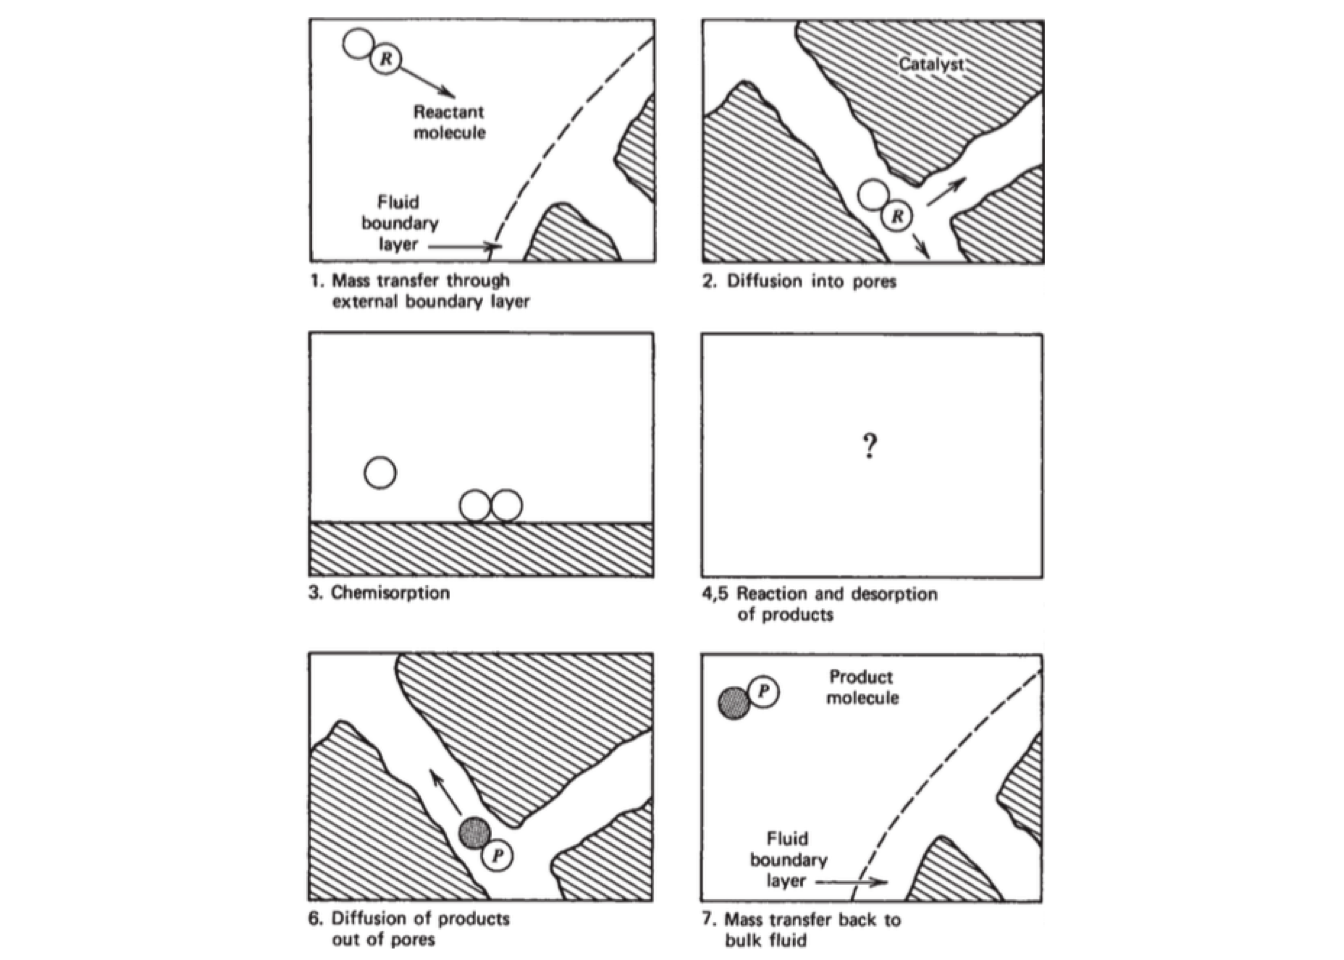 R
Reactant
molecule
Fluid
boundary
layer
1. Mass transfer through
external boundary layer
Catalyst
R
2. Diffusion into pores
3. Chemisorption
?
4,5 Reaction and desorption
of products
P
6. Diffusion of products
out of pores
P
Product
molecule
Fluid
boundary
layer
7. Mass transfer back to
bulk fluid